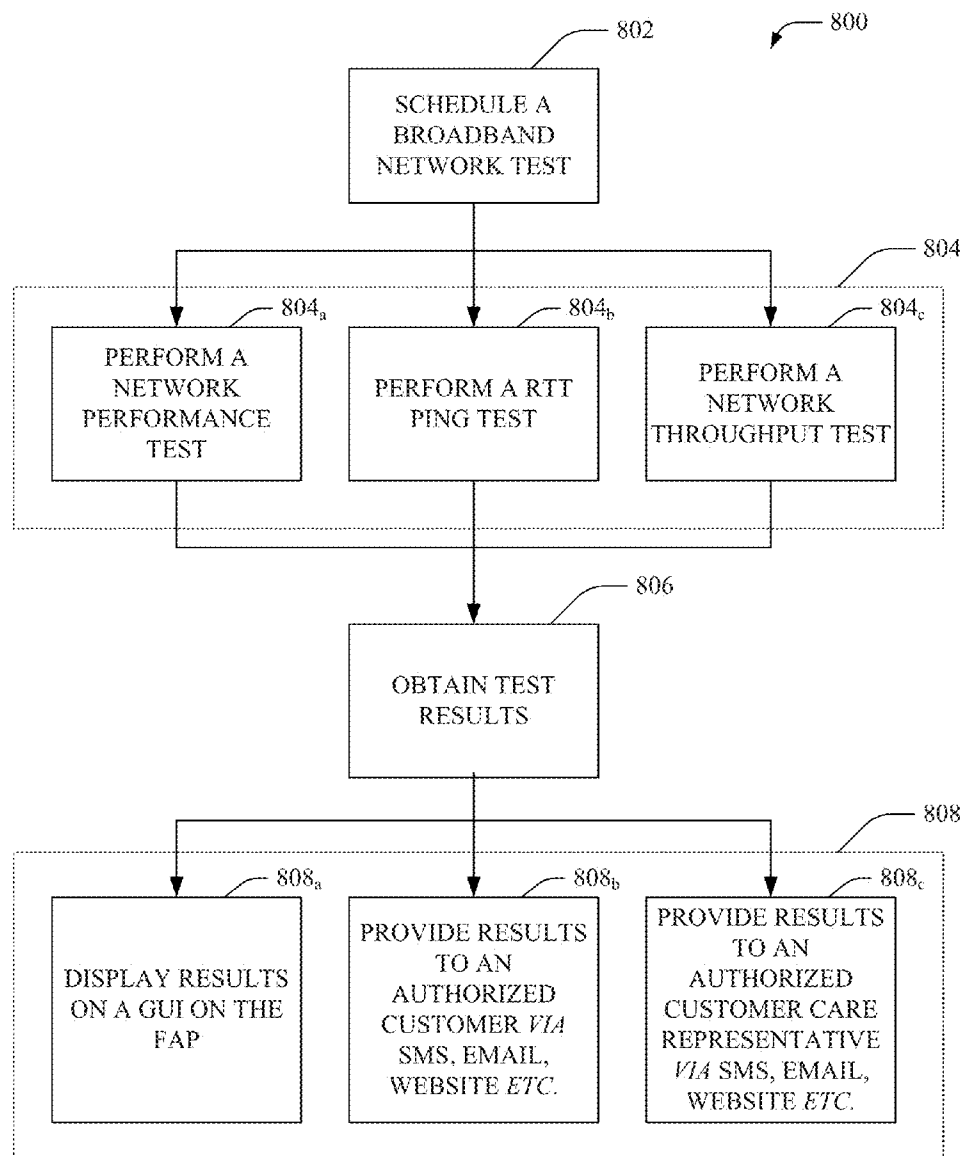 802
800
SCHEDULE A
BROADBAND
NETWORK TEST
804
804a
804b
804c
PERFORM A
NETWORK
PERFORMANCE
TEST
PERFORM A RTT
PING TEST
PERFORM A
NETWORK
THROUGHPUT TEST
806
OBTAIN TEST
RESULTS
808
808a
808b
808c
DISPLAY RESULTS
ON A GUI ON THE
FAP
PROVIDE RESULTS
TO AN
AUTHORIZED
CUSTOMER VIA
SMS, EMAIL,
WEBSITE ETC.
PROVIDE RESULTS
TO AN
AUTHORIZED
CUSTOMER CARE
REPRESENTATIVE
VIA SMS, EMAIL,
WEBSITE ETC.